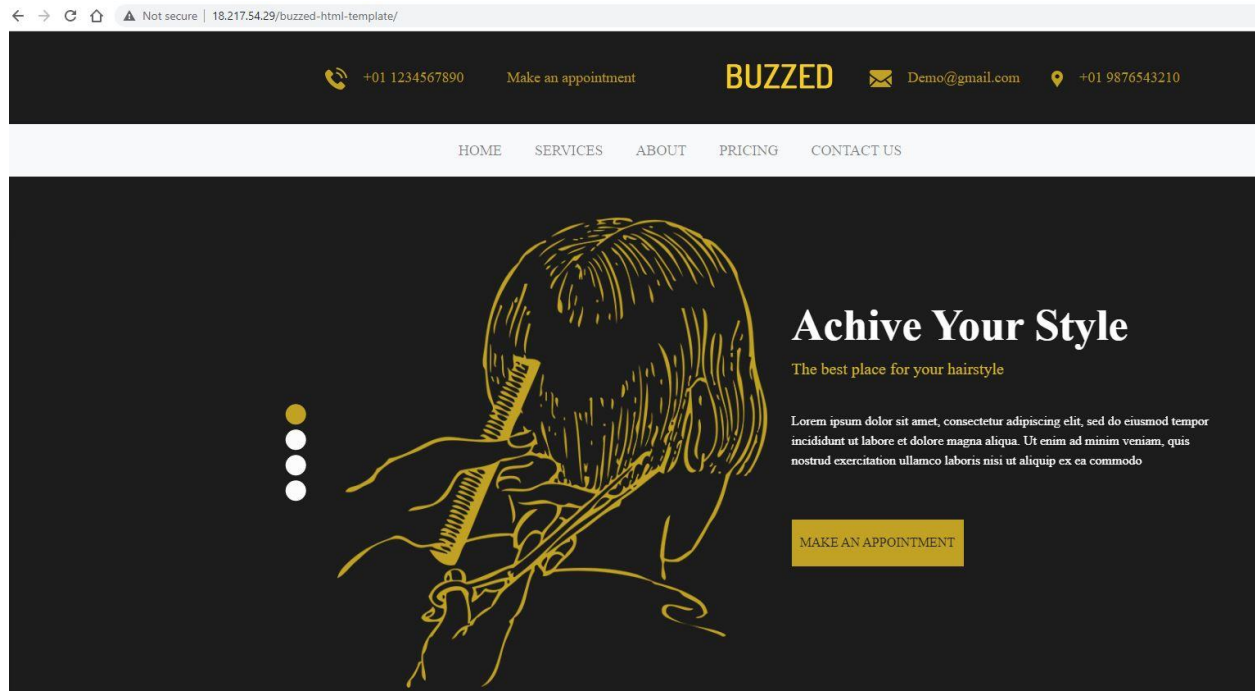 Not secure | 18.217.54.29/buzzed-html-template/
+01 1234567890 Make an appointment BUZZED Demo@gmail.com +01 9876543210
HOME SERVICES ABOUT PRICING CONTACT US
Achive Your Style
The best place for your hairstyle
Lorem ipsum dolor sit amet, consectetur adipiscing elit, sed do eiusmod tempor
incididunt ut labore et dolore magna aliqua. Ut enim ad minim veniam, quis
nostrud exercitation ullamco laboris nisi ut aliquip ex ea commodo
MAKE AN APPOINTMENT